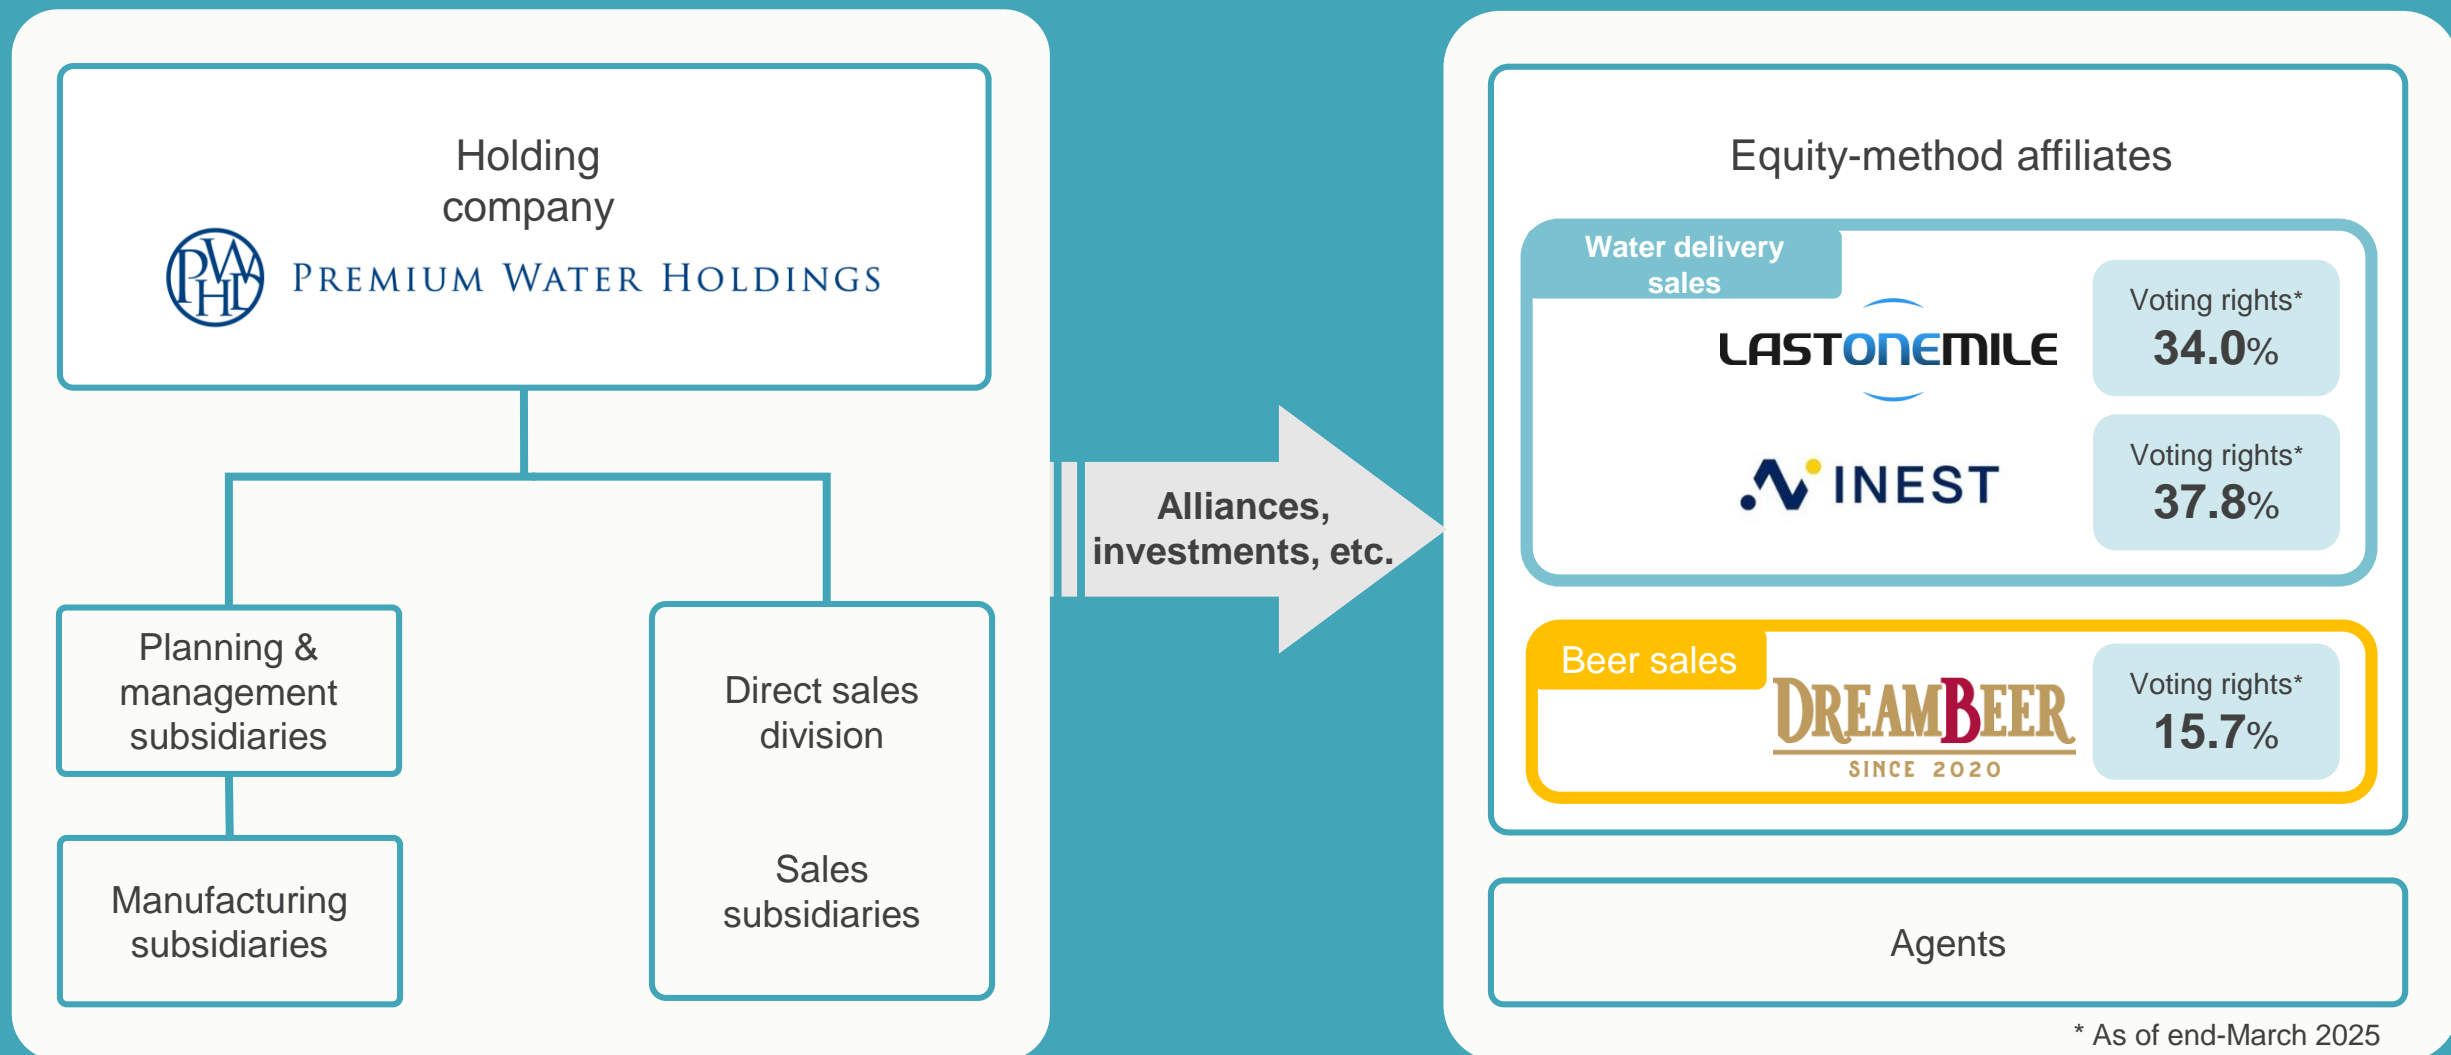 Holding
company
PWHD
PREMIUM WATER HOLDINGS
Planning &
management
subsidiaries
Manufacturing
subsidiaries
Direct sales
division
Sales
subsidiaries
Alliances,
investments, etc.
Equity-method affiliates
Water delivery
sales
LASTONEMILE
Voting rights*
34.0%
INEST
Voting rights*
37.8%
Beer sales
DREAMBEER
SINCE 2020
Voting rights*
15.7%
Agents
* As of end-March 2025